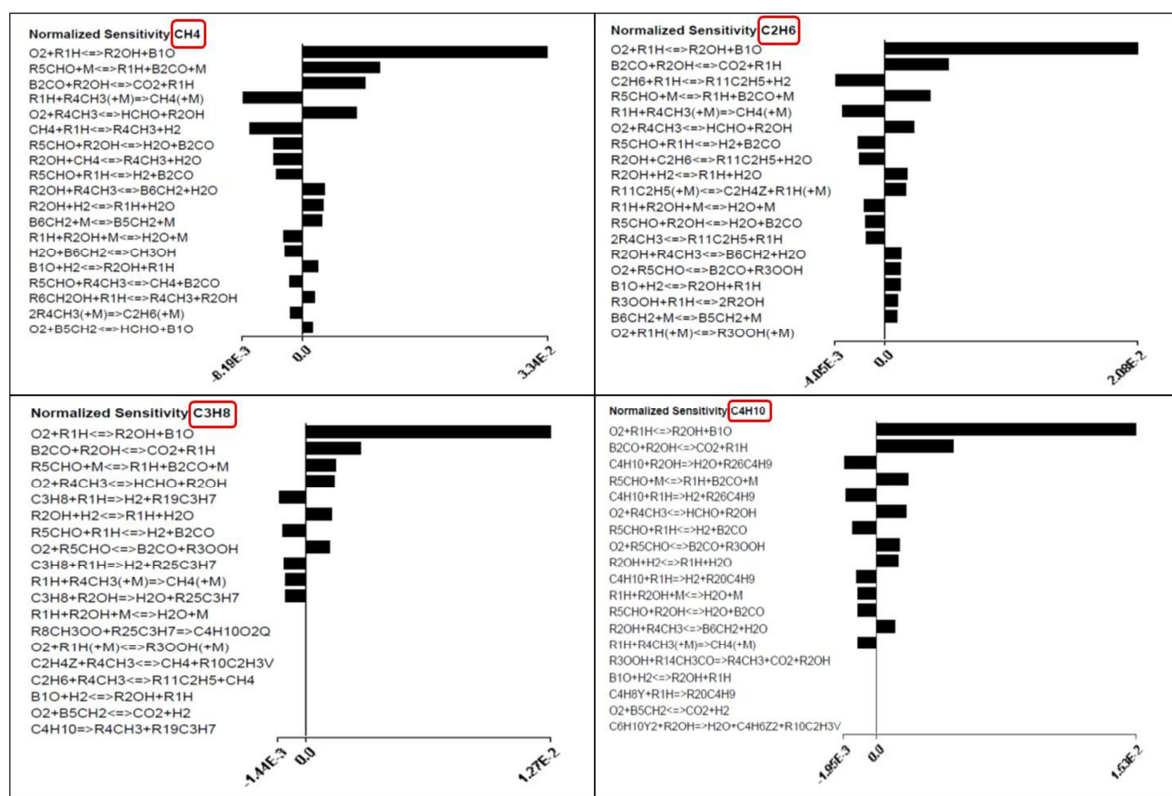 Normalized Sensitivity CH4
O2+R1H<=>R2OH+B1O
R5CHO+M<=>R1H+B2CO+M
B2CO+R2OH<=>CO2+R1H
R1H+R4CH3(+M)=>CH4(+M)
O2+R4CH3<=>HCHO+R2OH
CH4+R1H<=>R4CH3+H2
R5CHO+R2OH<=>H2O+B2CO
R2OH+CH4<=>R4CH3+H2O
R5CHO+R1H<=>H2+B2CO
R2OH+R4CH3<=>B6CH2+H2O
R2OH+H2<=>R1H+H2O
B6CH2+M<=>B5CH2+M
R1H+R2OH+M<=>H2O+M
H2O+B6CH2<=>CH3OH
B1O+H2<=>R2OH+R1H
R5CHO+R4CH3<=>CH4+B2CO
R6CH2OH+R1H<=>R4CH3+R2OH
2R4CH3(+M)=>C2H6(+M)
O2+B5CH2<=>HCHO+B1O
-8.19E-3
0.0
3.34E-2
Normalized Sensitivity C2H6
O2+R1H<=>R2OH+B1O
B2CO+R2OH<=>CO2+R1H
C2H6+R1H<=>R11C2H5+H2
R5CHO+M<=>R1H+B2CO+M
R1H+R4CH3(+M)=>CH4(+M)
O2+R4CH3<=>HCHO+R2OH
R5CHO+R1H<=>H2+B2CO
R2OH+C2H6<=>R11C2H5+H2O
R2OH+H2<=>R1H+H2O
R11C2H5(+M)<=>C2H4Z+R1H(+M)
R1H+R2OH+M<=>H2O+M
R5CHO+R2OH<=>H2O+B2CO
2R4CH3<=>R11C2H5+R1H
R2OH+R4CH3<=>B6CH2+H2O
O2+R5CHO<=>B2CO+R3OOH
B1O+H2<=>R2OH+R1H
R3OOH+R1H<=>2R2OH
B6CH2+M<=>B5CH2+M
O2+R1H(+M)<=>R3OOH(+M)
-4.05E-3
0.0
2.08E-2
Normalized Sensitivity C3H8
O2+R1H<=>R2OH+B1O
B2CO+R2OH<=>CO2+R1H
R5CHO+M<=>R1H+B2CO+M
O2+R4CH3<=>HCHO+R2OH
C3H8+R1H=>H2+R19C3H7
R2OH+H2<=>R1H+H2O
R5CHO+R1H<=>H2+B2CO
O2+R5CHO<=>B2CO+R3OOH
C3H8+R1H=>H2+R25C3H7
R1H+R4CH3(+M)=>CH4(+M)
C3H8+R2OH=>H2O+R25C3H7
R1H+R2OH+M<=>H2O+M
R8CH3OO+R25C3H7=>C4H10O2Q
O2+R1H(+M)<=>R3OOH(+M)
C2H4Z+R4CH3<=>CH4+R10C2H3V
C2H6+R4CH3<=>R11C2H5+CH4
B1O+H2<=>R2OH+R1H
O2+B5CH2<=>CO2+H2
C4H10=>R4CH3+R19C3H7
-1.44E-3
0.0
1.27E-2
Normalized Sensitivity C4H10
O2+R1H<=>R2OH+B1O
B2CO+R2OH<=>CO2+R1H
C4H10+R2OH=>H2O+R26C4H9
R5CHO+M<=>R1H+B2CO+M
C4H10+R1H=>H2+R26C4H9
O2+R4CH3<=>HCHO+R2OH
R5CHO+R1H<=>H2+B2CO
O2+R5CHO<=>B2CO+R3OOH
R2OH+H2<=>R1H+H2O
C4H10+R1H=>H2+R20C4H9
R1H+R2OH+M<=>H2O+M
R5CHO+R2OH<=>H2O+B2CO
R2OH+R4CH3<=>B6CH2+H2O
R1H+R4CH3(+M)=>CH4(+M)
R3OOH+R14CH3CO=>R4CH3+CO2+R2OH
B1O+H2<=>R2OH+R1H
C4H8Y+R1H=>R20C4H9
O2+B5CH2<=>CO2+H2
C6H10Y2+R2OH=>H2O+C4H6Z2+R10C2H3V
-1.95E-3
0.0
1.63E-2